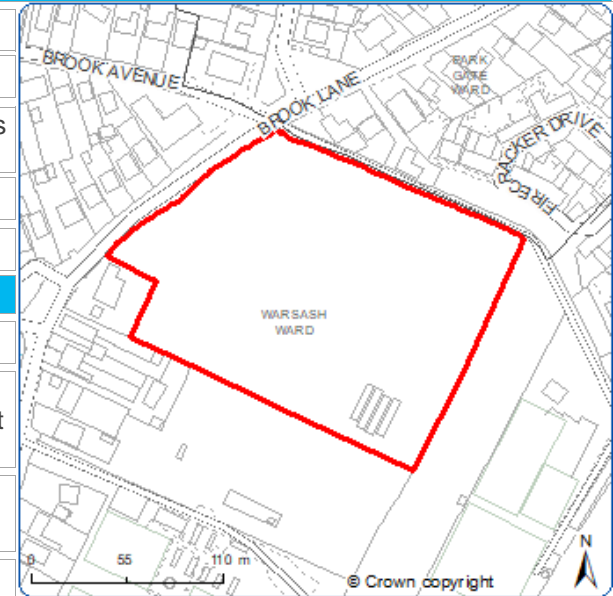 BROOK AVENUE
BROOK LANE
PARK
GATE
WARD
FIRECRACKER DRIVE
s
WARSASH
WARD
t
0 55 110 m
N
© Crown copyright